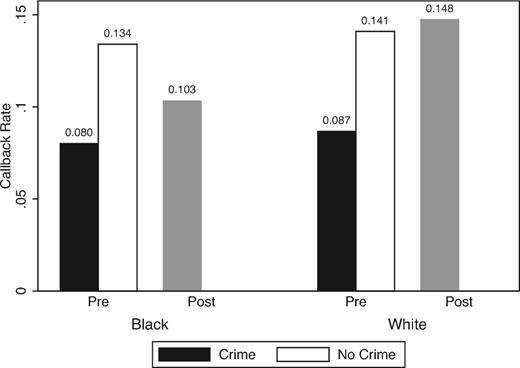 .15
.1
.05
0
Callback Rate
0.080
0.134
0.103
0.087
0.141
0.148
Pre Post Pre Post
Black White
Crime No Crime